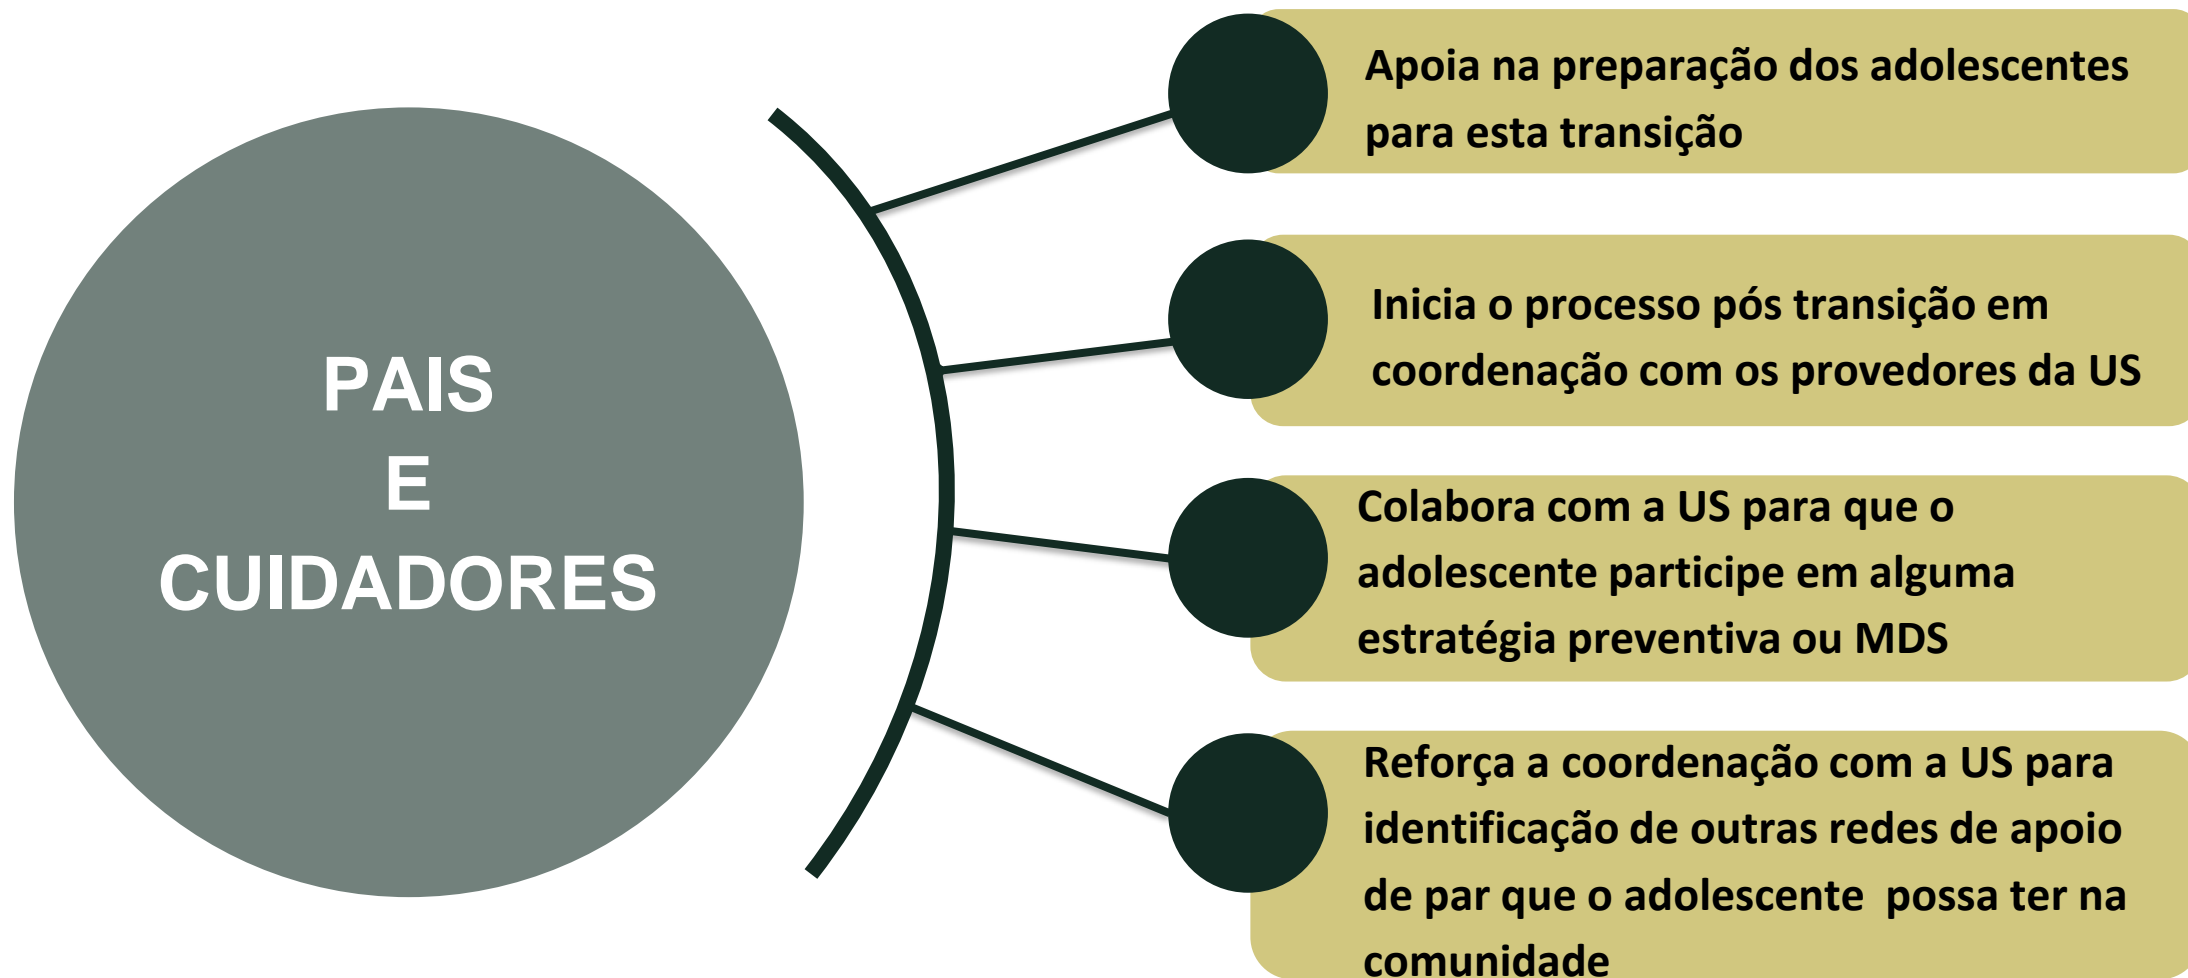 PAIS
E
CUIDADORES
Apoia na preparação dos adolescentes
para esta transição
Inicia o processo pós transição em
coordenação com os provedores da US
Colabora com a US para que o
adolescente participe em alguma
estratégia preventiva ou MDS
Reforça a coordenação com a US para
identificação de outras redes de apoio
de par que o adolescente  possa ter na
comunidade